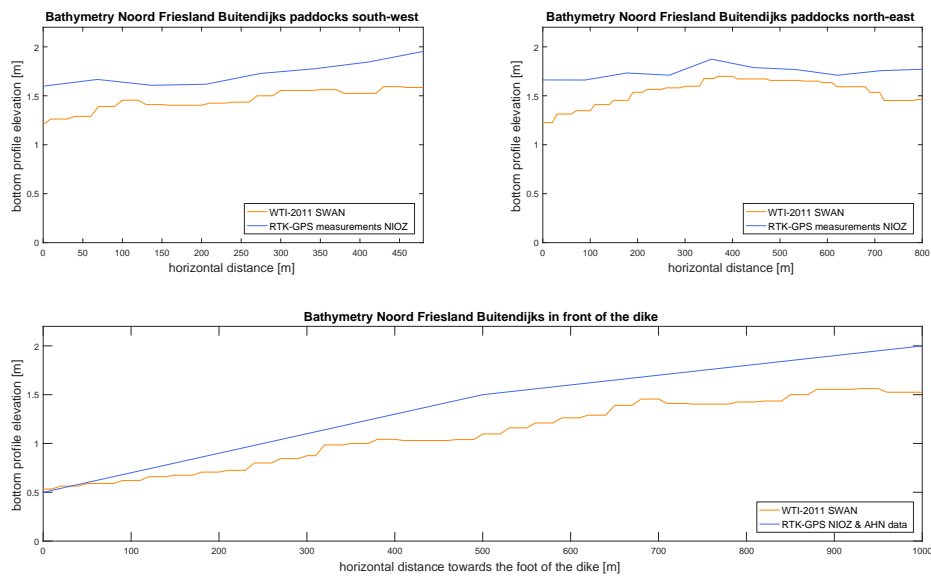 Bathymetry Noord Friesland Buitendijks paddocks south-west
bottom profile elevation [m]
2
1.5
1
0.5
0
0 50 100 150 200 250 300 350 400 450
horizontal distance [m]
WTI-2011 SWAN
RTK-GPS measurements NIOZ
Bathymetry Noord Friesland Buitendijks paddocks north-east
bottom profile elevation [m]
2
1.5
1
0.5
0
0 100 200 300 400 500 600 700 800
horizontal distance [m]
WTI-2011 SWAN
RTK-GPS measurements NIOZ
Bathymetry Noord Friesland Buitendijks in front of the dike
bottom profile elevation [m]
2
1.5
1
0.5
0
0 100 200 300 400 500 600 700 800 900 1000
horizontal distance towards the foot of the dike [m]
WTI-2011 SWAN
RTK-GPS NIOZ & AHN data